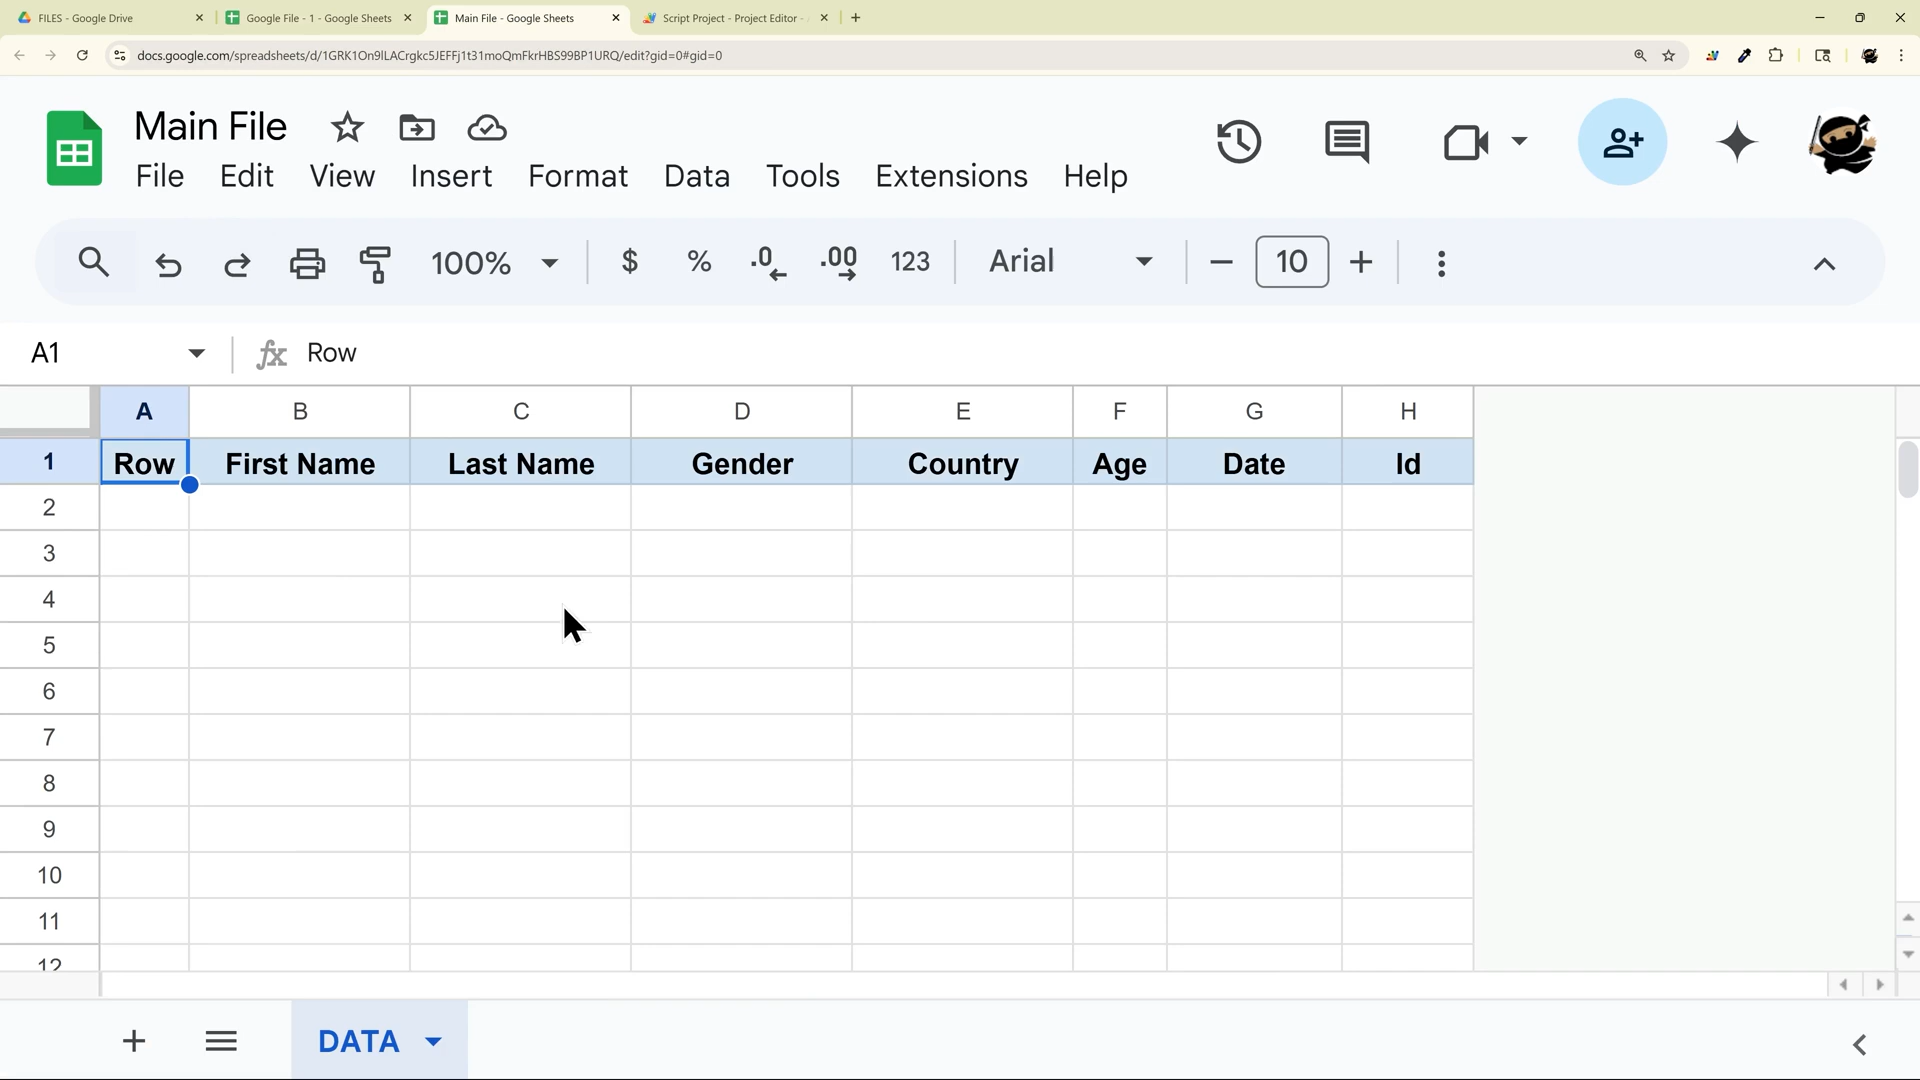 FILES - Google Drive
Google File - 1 - Google Sheets
Main File - Google Sheets
Script Project - Project Editor -
docs.google.com/spreadsheets/d/1GRK1On9lLACrgkc5JEFFj1t31moQmFkrHBS99BP1URQ/edit?gid=0#gid=0
Main File
File Edit View Insert Format Data Tools Extensions Help
100% $ % .0 .00 123 Arial 10
A1 fx Row
A B C D E F G H
1 Row First Name Last Name Gender Country Age Date Id
2
3
4
5
6
7
8
9
10
11
12
DATA